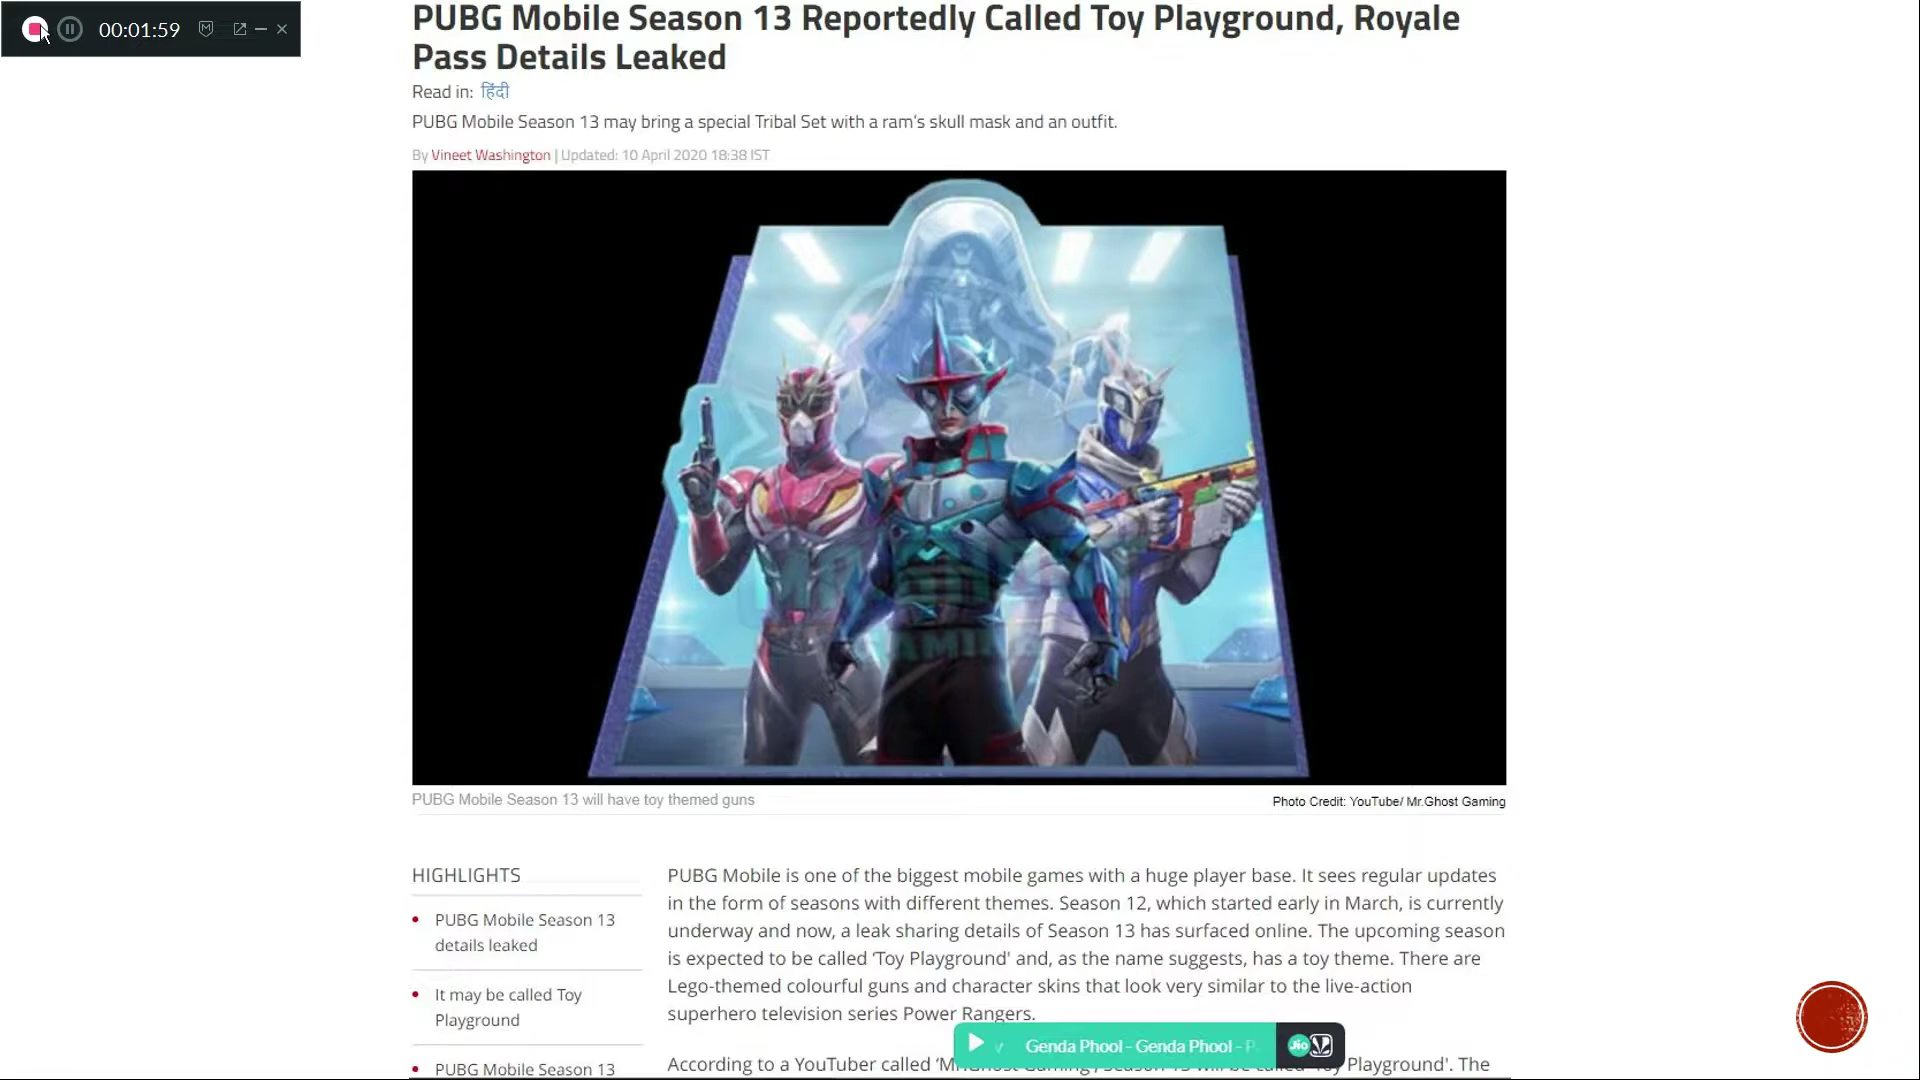 00:01:59
PUBG Mobile Season 13 Reportedly Called Toy Playground, Royale
Pass Details Leaked
Read in: हिंदी
PUBG Mobile Season 13 may bring a special Tribal Set with a ram's skull mask and an outfit.
By Vineet Washington | Updated: 10 April 2020 18:38 IST
PUBG Mobile Season 13 will have toy themed guns
Photo Credit: YouTube/ Mr.Ghost Gaming
HIGHLIGHTS
PUBG Mobile Season 13
details leaked
It may be called Toy
Playground
PUBG Mobile Season 13
PUBG Mobile is one of the biggest mobile games with a huge player base. It sees regular updates
in the form of seasons with different themes. Season 12, which started early in March, is currently
underway and now, a leak sharing details of Season 13 has surfaced online. The upcoming season
is expected to be called 'Toy Playground' and, as the name suggests, has a toy theme. There are
Lego-themed colourful guns and character skins that look very similar to the live-action
superhero television series Power Rangers.
Genda Phool - Genda Phool -
Jio
According to a YouTuber called Playground'. The